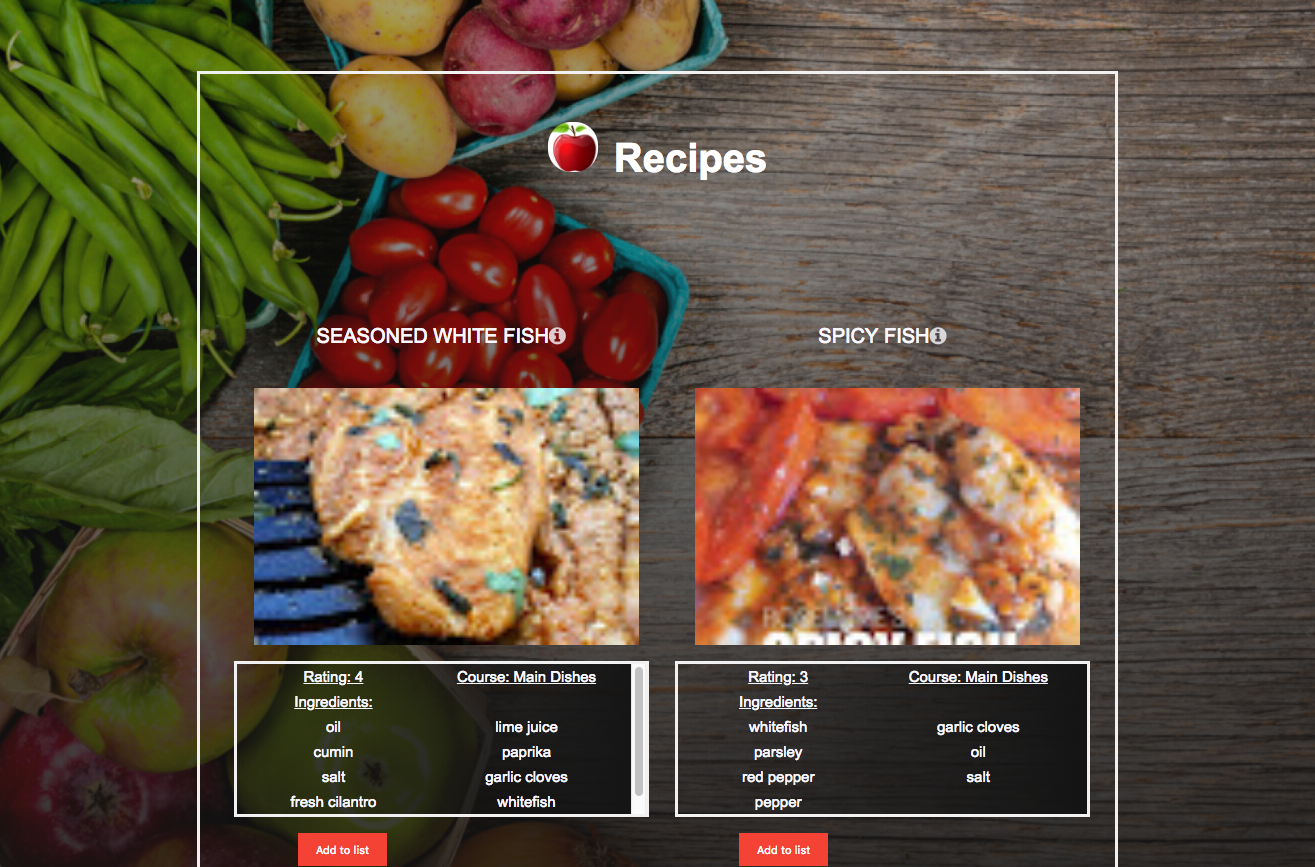 Recipes
SEASONED WHITE FISH
SPICY FISH
SPICY FISH
Rating: 4 Course: Main Dishes
Ingredients:
oil lime juice
cumin paprika
salt garlic cloves
fresh cilantro whitefish
Add to list
Rating: 3 Course: Main Dishes
Ingredients:
whitefish garlic cloves
parsley oil
red pepper salt
pepper
Add to list